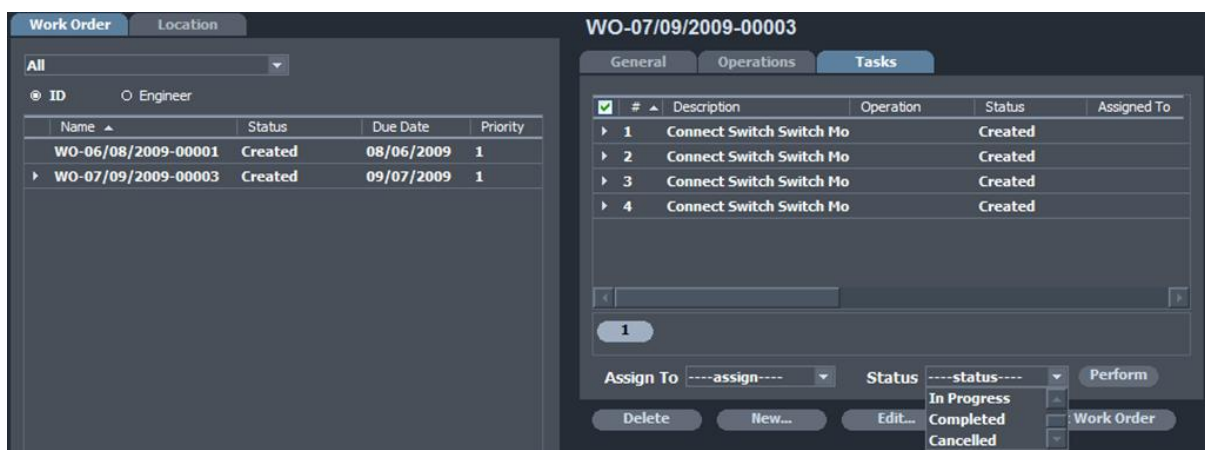 Work Order Location
All
ID Engineer
Name Status Due Date Priority
WO-06/08/2009-00001 Created 08/06/2009 1
WO-07/09/2009-00003 Created 09/07/2009 1
WO-07/09/2009-00003
General Operations Tasks
# Description Operation Status Assigned To
1 Connect Switch Switch Mo Created
2 Connect Switch Switch Mo Created
3 Connect Switch Switch Mo Created
4 Connect Switch Switch Mo Created
1
Assign To ----assign---- Status ----status---- Perform
In Progress
Delete New... Edit... Completed Work Order
Cancelled